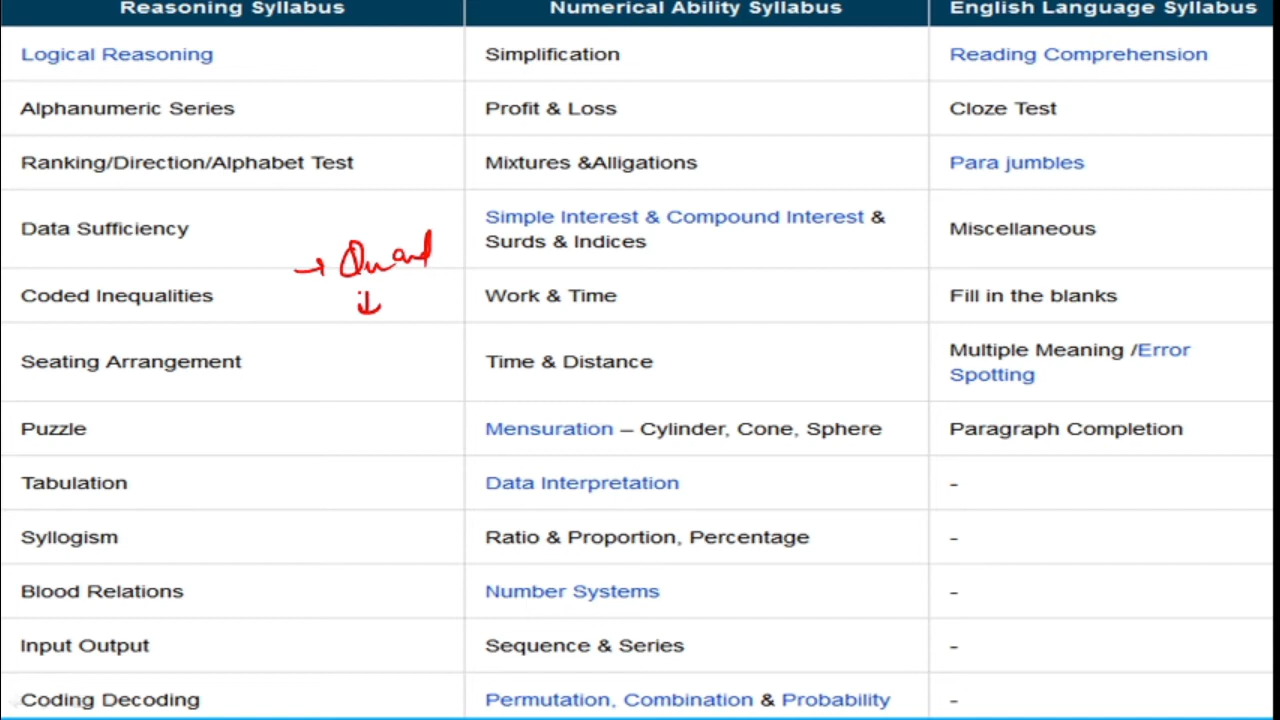 Reasoning Syllabus Numerical Ability Syllabus English Language Syllabus
Logical Reasoning Simplification Reading Comprehension
Alphanumeric Series Profit & Loss Cloze Test
Ranking/Direction/Alphabet Test Mixtures &Alligations Para jumbles
Data Sufficiency Simple Interest & Compound Interest & Surds & Indices Miscellaneous
→ Quant
Coded Inequalities Work & Time Fill in the blanks
Seating Arrangement Time & Distance Multiple Meaning /Error Spotting
Puzzle Mensuration – Cylinder, Cone, Sphere Paragraph Completion
Tabulation Data Interpretation -
Syllogism Ratio & Proportion, Percentage -
Blood Relations Number Systems -
Input Output Sequence & Series -
Coding Decoding Permutation, Combination & Probability -